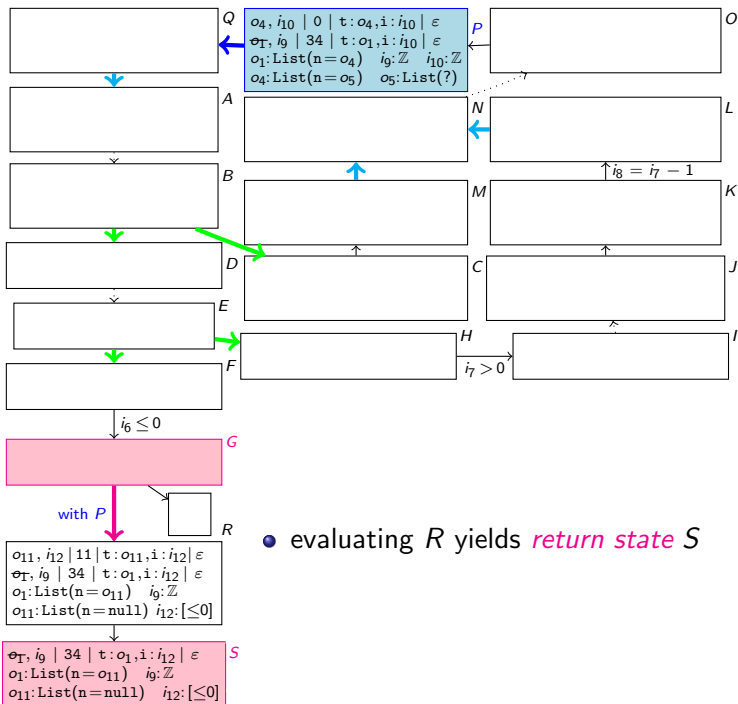 Q
o4, i10 | 0 | t:o4,i:i10 | ε
o1, i9 | 34 | t:o1,i:i10 | ε
o1:List(n=o4) i9:ℤ i10:ℤ
o4:List(n=o5) o5:List(?)
P
O
A
N
L
B
M
i8 = i7 − 1
K
D
C
J
E
H
I
i7 > 0
F
i6 ≤ 0
G
with P
R
o11, i12 | 11 | t:o11,i:i12 | ε
o1, i9 | 34 | t:o1,i:i12 | ε
o1:List(n=o11) i9:ℤ
o11:List(n=null) i12:[≤0]
• evaluating R yields return state S
S
o1, i9 | 34 | t:o1,i:i12 | ε
o1:List(n=o11) i9:ℤ
o11:List(n=null) i12:[≤0]